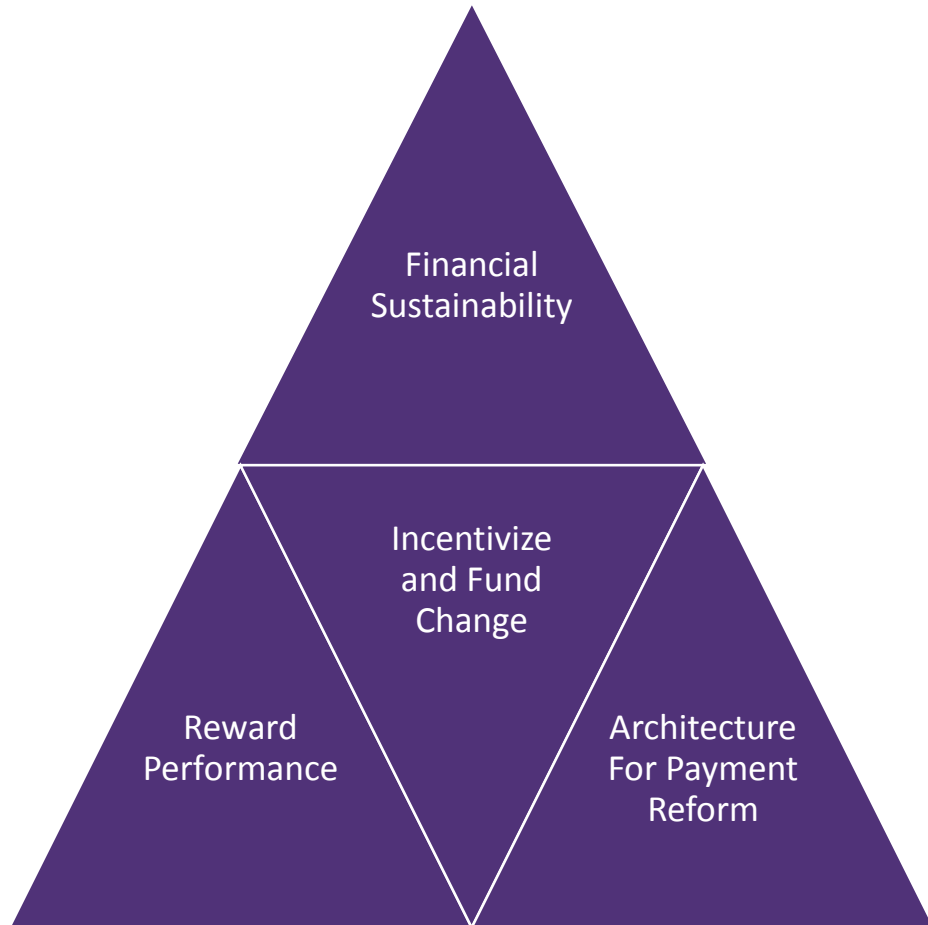 Financial
Sustainability
Incentivize
and Fund
Change
Reward
Performance
Architecture
For Payment
Reform